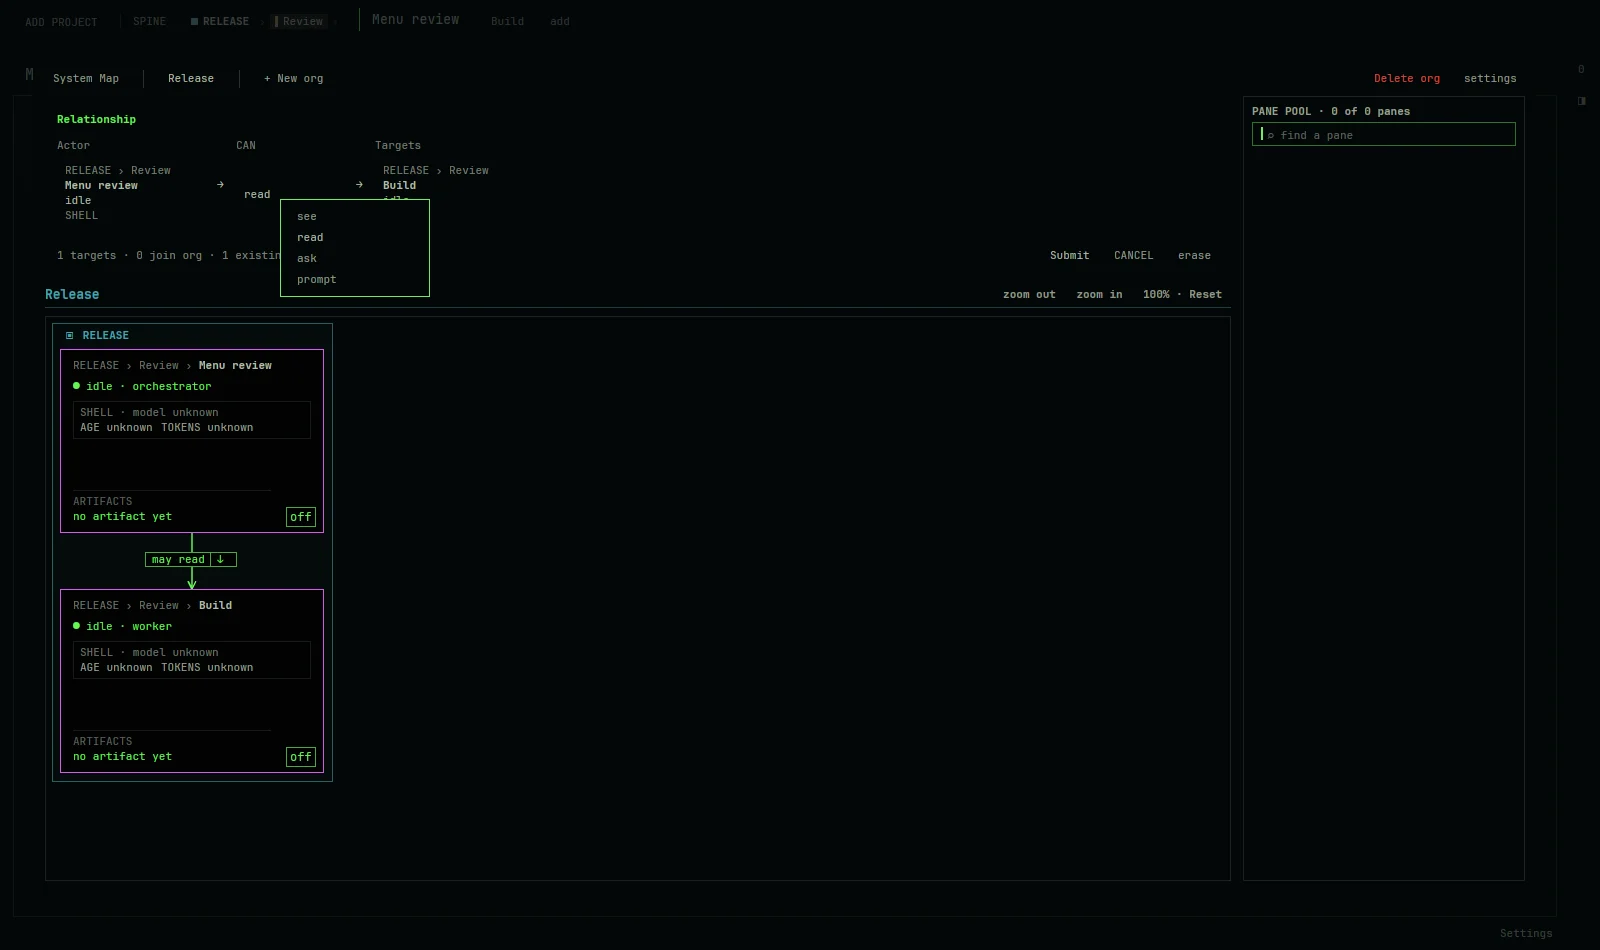 ADD PROJECT SPINE RELEASE › Review Menu review Build add
M System Map Release + New org Delete org settings 0
Relationship
Actor CAN Targets
RELEASE › Review RELEASE › Review
Menu review → read → Build
idle
SHELL
see
read
ask
prompt
1 targets · 0 join org · 1 existin
Submit CANCEL erase
Release zoom out zoom in 100% · Reset
RELEASE
RELEASE › Review › Menu review
idle · orchestrator
SHELL · model unknown
AGE unknown TOKENS unknown
ARTIFACTS
no artifact yet off
may read ↓
RELEASE › Review › Build
idle · worker
SHELL · model unknown
AGE unknown TOKENS unknown
ARTIFACTS
no artifact yet off
PANE POOL · 0 of 0 panes
find a pane
Settings